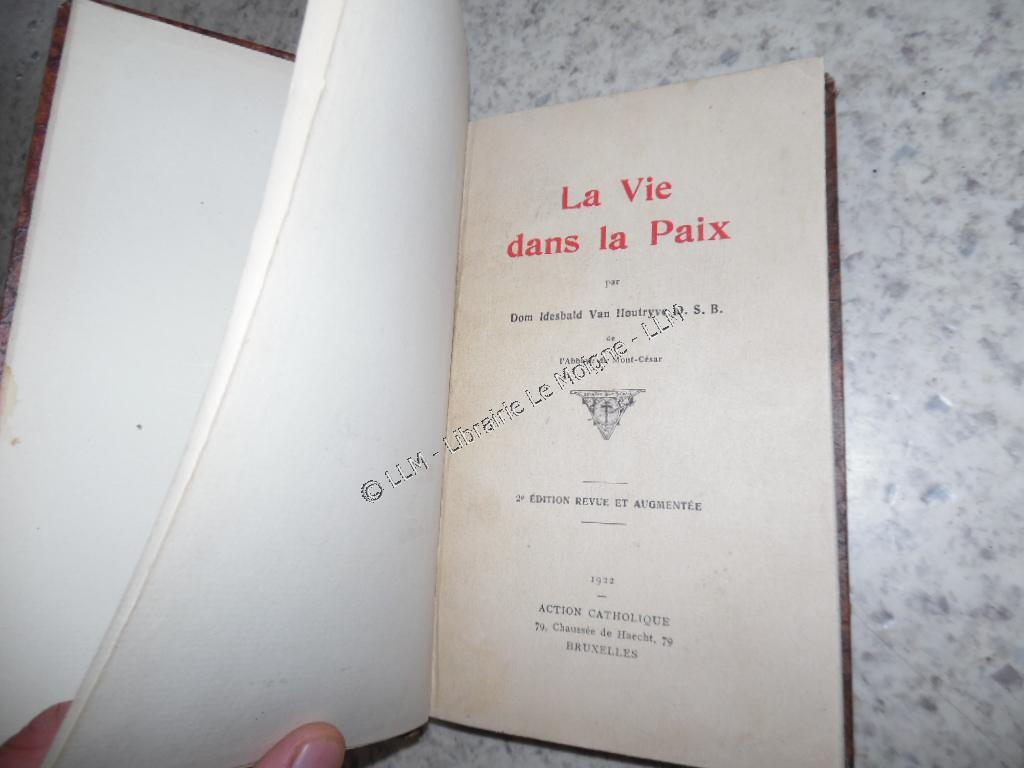 La Vie
dans la Paix
par
Dom Idesbald Van Houtryve O. S. B.
de
l'Abbaye du Mont-César
2e ÉDITION REVUE ET AUGMENTÉE
1922
ACTION CATHOLIQUE
79, Chaussée de Haecht, 79
BRUXELLES
© LLM - Librairie Le Moigne - LLM